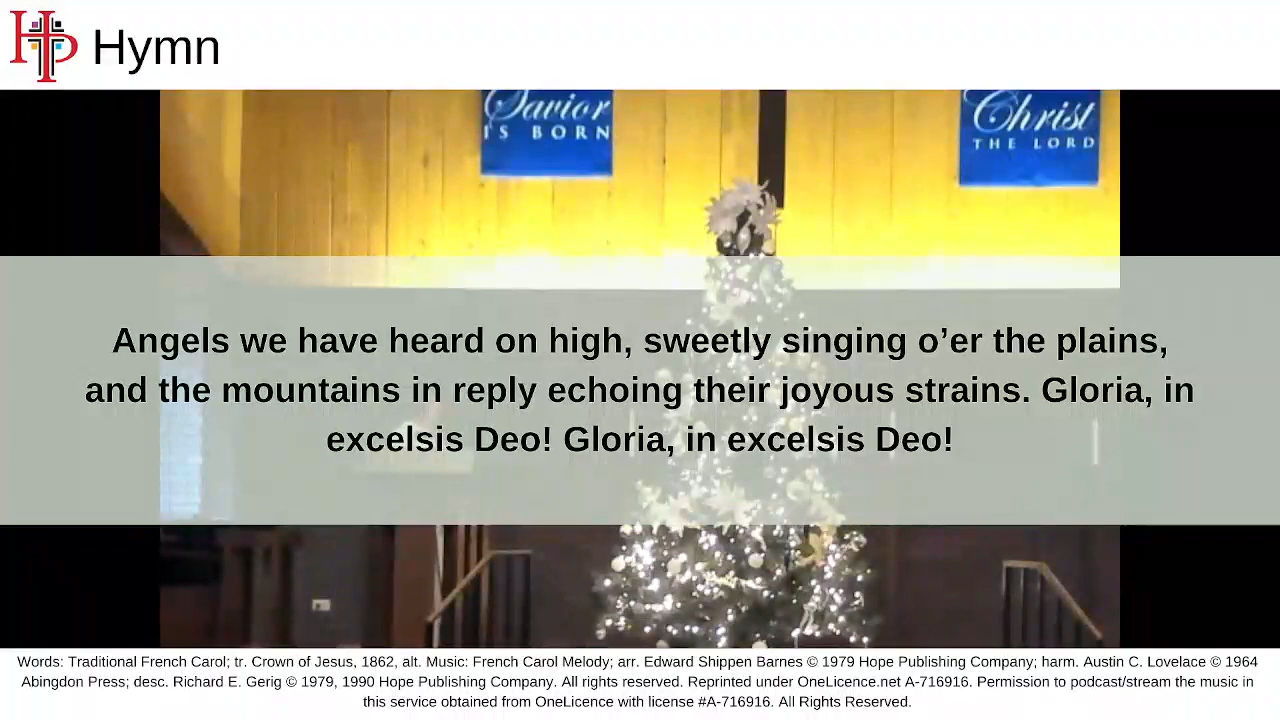 Hymn
Savior
IS BORN
Christ
THE LORD
Angels we have heard on high, sweetly singing o’er the plains,
and the mountains in reply echoing their joyous strains. Gloria, in
excelsis Deo! Gloria, in excelsis Deo!
Words: Traditional French Carol; tr. Crown of Jesus, 1862, alt. Music: French Carol Melody; arr. Edward Shippen Barnes © 1979 Hope Publishing Company; harm. Austin C. Lovelace © 1964
Abingdon Press; desc. Richard E. Gerig © 1979, 1990 Hope Publishing Company. All rights reserved. Reprinted under OneLicence.net A-716916. Permission to podcast/stream the music in
this service obtained from OneLicence with license #A-716916. All Rights Reserved.